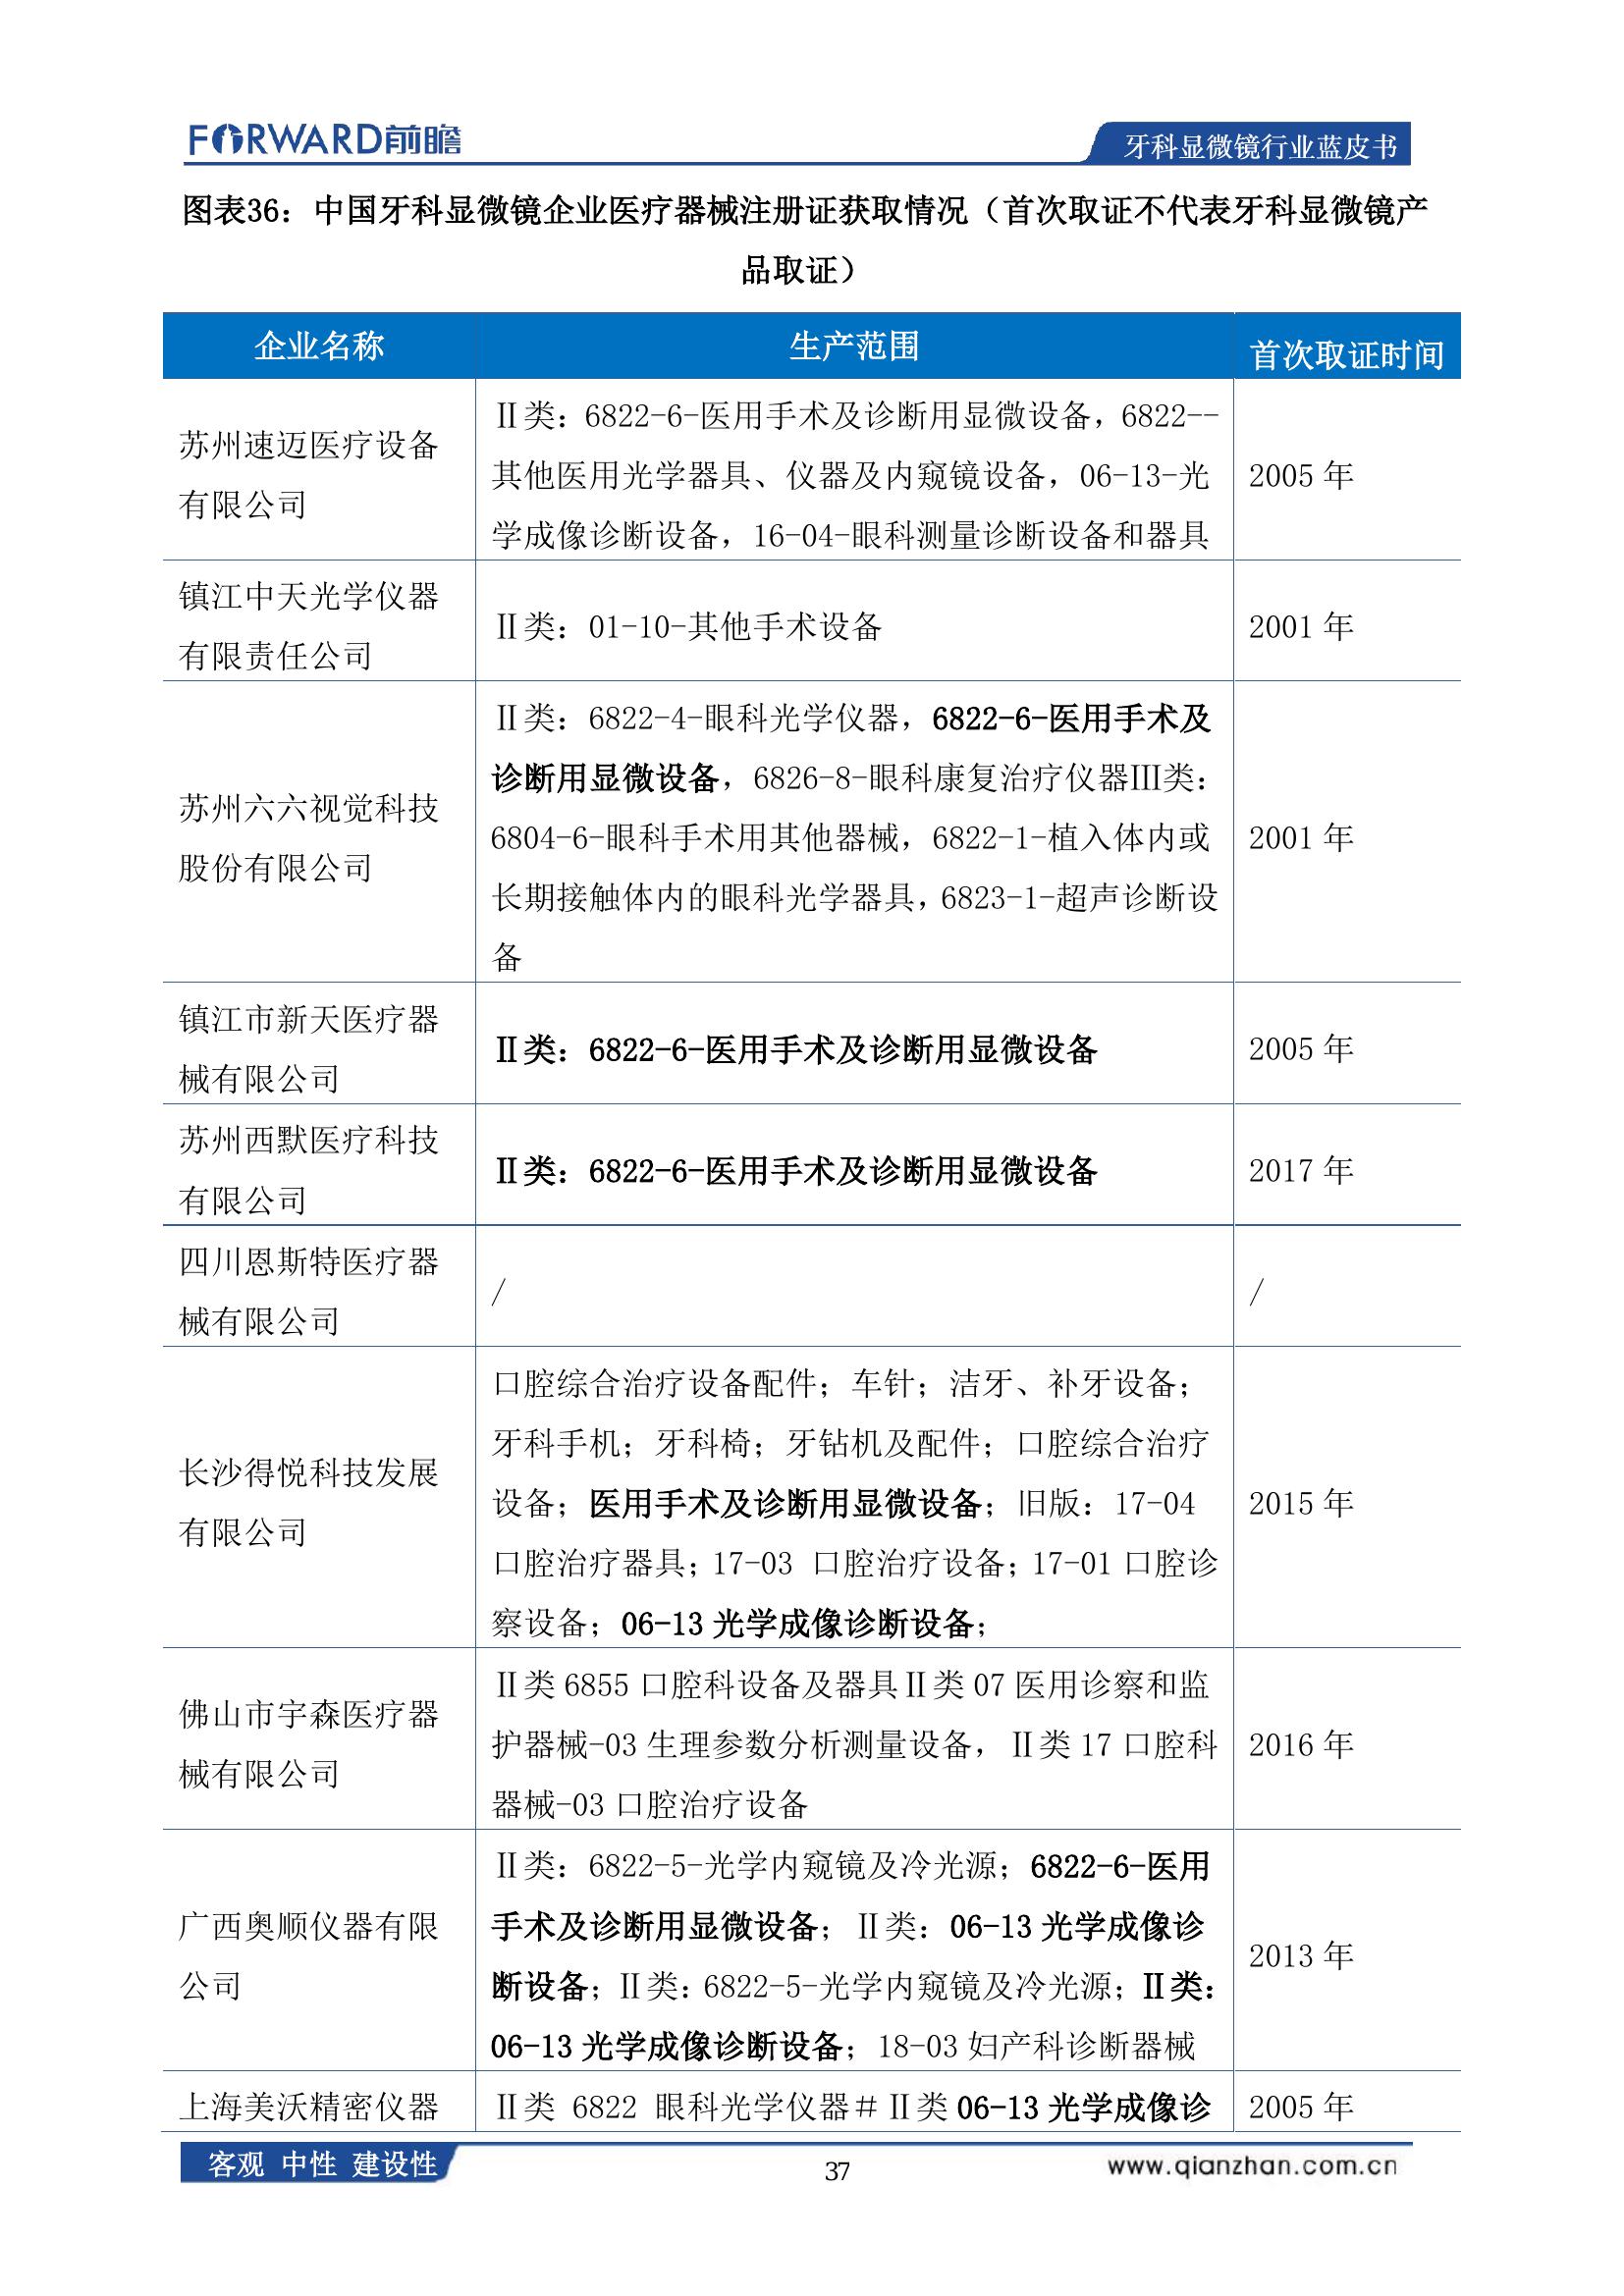 FORWARD前瞻
牙科显微镜行业蓝皮书
图表36：中国牙科显微镜企业医疗器械注册证获取情况（首次取证不代表牙科显微镜产
品取证）
企业名称 生产范围 首次取证时间
苏州速迈医疗设备
有限公司
Ⅱ类：6822-6-医用手术及诊断用显微设备，6822--
其他医用光学器具、仪器及内窥镜设备，06-13-光
学成像诊断设备，16-04-眼科测量诊断设备和器具
2005 年
镇江中天光学仪器
有限责任公司
Ⅱ类：01-10-其他手术设备
2001 年
苏州六六视觉科技
股份有限公司
Ⅱ类：6822-4-眼科光学仪器，6822-6-医用手术及
诊断用显微设备，6826-8-眼科康复治疗仪器Ⅲ类：
6804-6-眼科手术用其他器械，6822-1-植入体内或
长期接触体内的眼科光学器具，6823-1-超声诊断设
备
2001 年
镇江市新天医疗器
械有限公司
Ⅱ类：6822-6-医用手术及诊断用显微设备
2005 年
苏州西默医疗科技
有限公司
Ⅱ类：6822-6-医用手术及诊断用显微设备
2017 年
四川恩斯特医疗器
械有限公司
/
/
长沙得悦科技发展
有限公司
口腔综合治疗设备配件；车针；洁牙、补牙设备；
牙科手机；牙科椅；牙钻机及配件；口腔综合治疗
设备；医用手术及诊断用显微设备；旧版：17-04
口腔治疗器具；17-03 口腔治疗设备；17-01 口腔诊
察设备；06-13 光学成像诊断设备；
2015 年
佛山市宇森医疗器
械有限公司
Ⅱ类 6855 口腔科设备及器具Ⅱ类 07 医用诊察和监
护器械-03 生理参数分析测量设备，Ⅱ类 17 口腔科
器械-03 口腔治疗设备
2016 年
广西奥顺仪器有限
公司
Ⅱ类：6822-5-光学内窥镜及冷光源；6822-6-医用
手术及诊断用显微设备；Ⅱ类：06-13 光学成像诊
断设备；Ⅱ类：6822-5-光学内窥镜及冷光源；Ⅱ类：
06-13 光学成像诊断设备；18-03 妇产科诊断器械
2013 年
上海美沃精密仪器
Ⅱ类 6822 眼科光学仪器＃Ⅱ类 06-13 光学成像诊
2005 年
客观 中性 建设性
37
www.qianzhan.com.cn